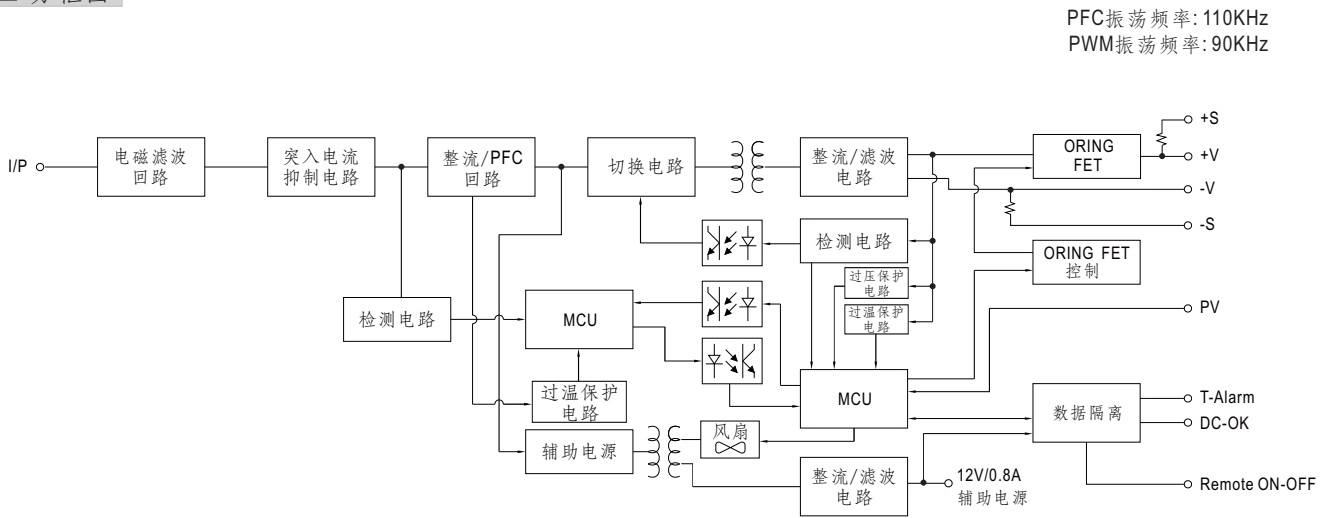 PFC振荡频率: 110KHz
PWM振荡频率: 90KHz
I/P
电磁滤波
回路
突入电流
抑制电路
整流/PFC
回路
切换电路
整流/滤波
电路
ORING
FET
+S
+V
-V
-S
检测电路
ORING FET
控制
过压保护
电路
过温保护
电路
检测电路
MCU
PV
过温保护
电路
MCU
数据隔离
T-Alarm
DC-OK
辅助电源
风扇
整流/滤波
电路
12V/0.8A
辅助电源
Remote ON-OFF